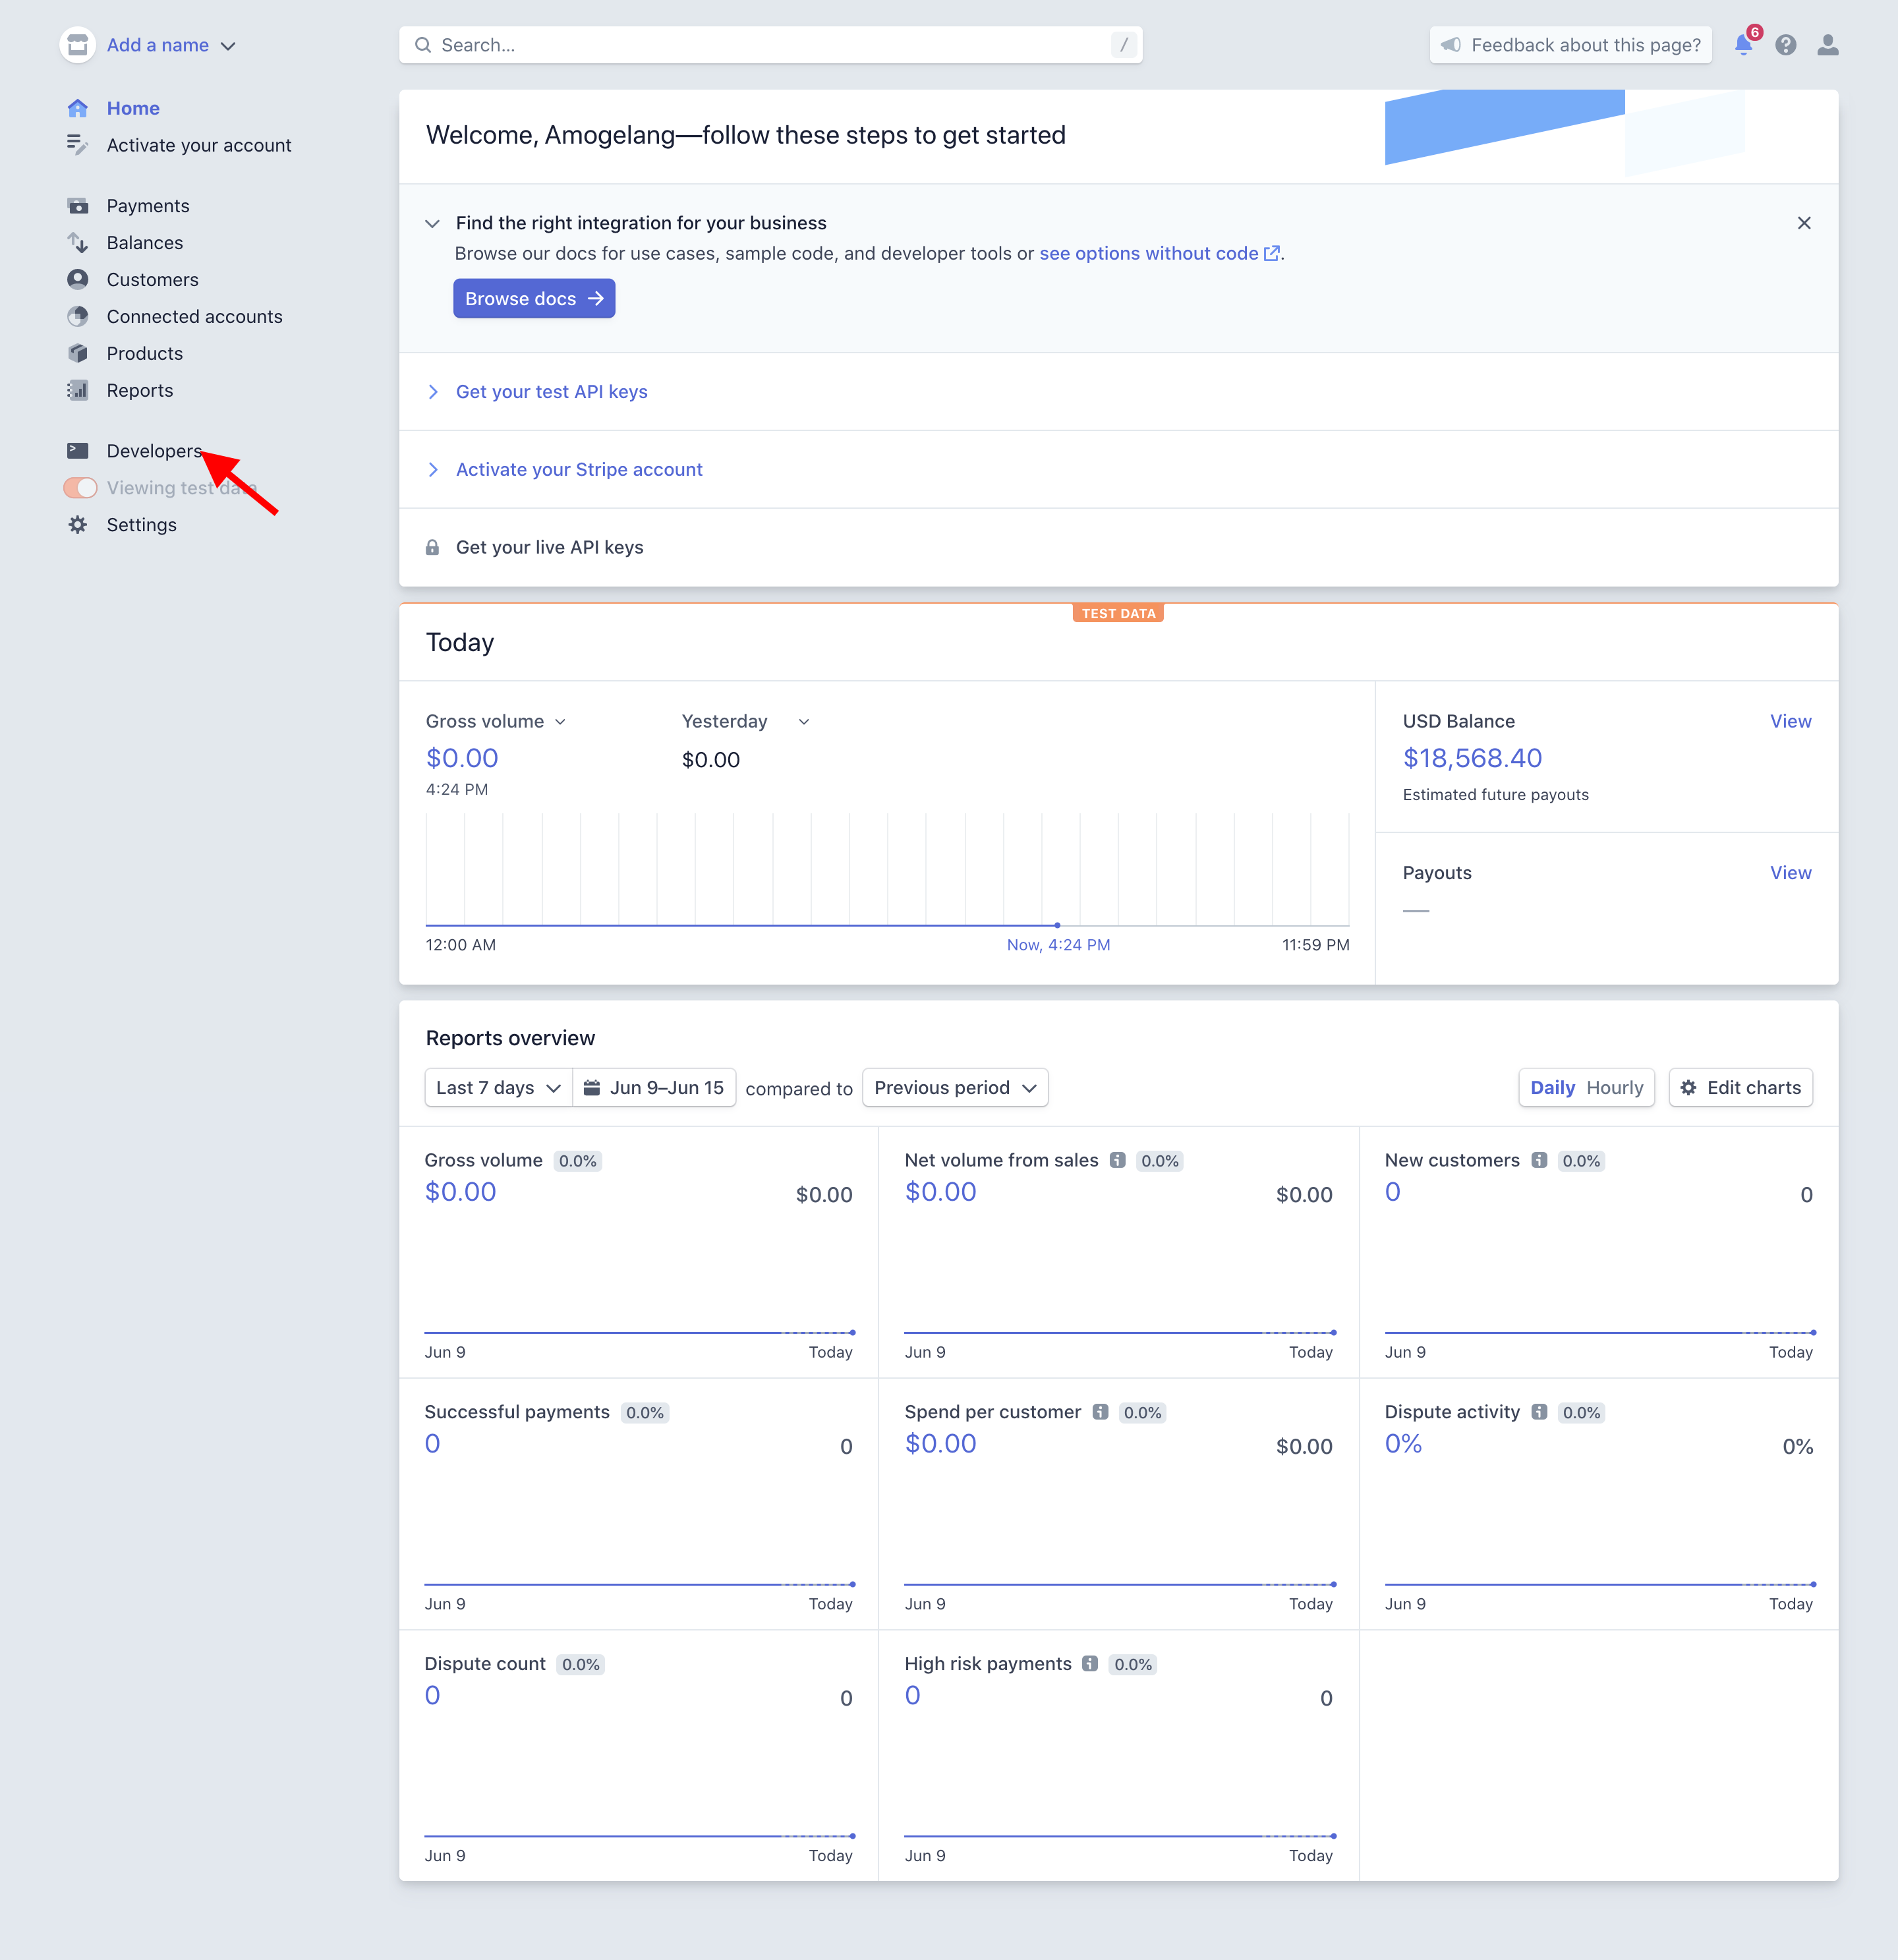 Add a name
Search...
/
Feedback about this page?
6
Home
Activate your account
Payments
Balances
Customers
Connected accounts
Products
Reports
Developers
Viewing test data
Settings
Welcome, Amogelang—follow these steps to get started
Find the right integration for your business
Browse our docs for use cases, sample code, and developer tools or see options without code.
Browse docs
Get your test API keys
Activate your Stripe account
Get your live API keys
TEST DATA
Today
Gross volume
$0.00
4:24 PM
Yesterday
$0.00
12:00 AM
Now, 4:24 PM
11:59 PM
USD Balance
View
$18,568.40
Estimated future payouts
Payouts
View
—
Reports overview
Last 7 days
Jun 9–Jun 15
compared to
Previous period
Daily
Hourly
Edit charts
Gross volume 0.0%
$0.00 $0.00
Jun 9 Today
Net volume from sales 0.0%
$0.00 $0.00
Jun 9 Today
New customers 0.0%
0 0
Jun 9 Today
Successful payments 0.0%
0 0
Jun 9 Today
Spend per customer 0.0%
$0.00 $0.00
Jun 9 Today
Dispute activity 0.0%
0% 0%
Jun 9 Today
Dispute count 0.0%
0 0
Jun 9 Today
High risk payments 0.0%
0 0
Jun 9 Today